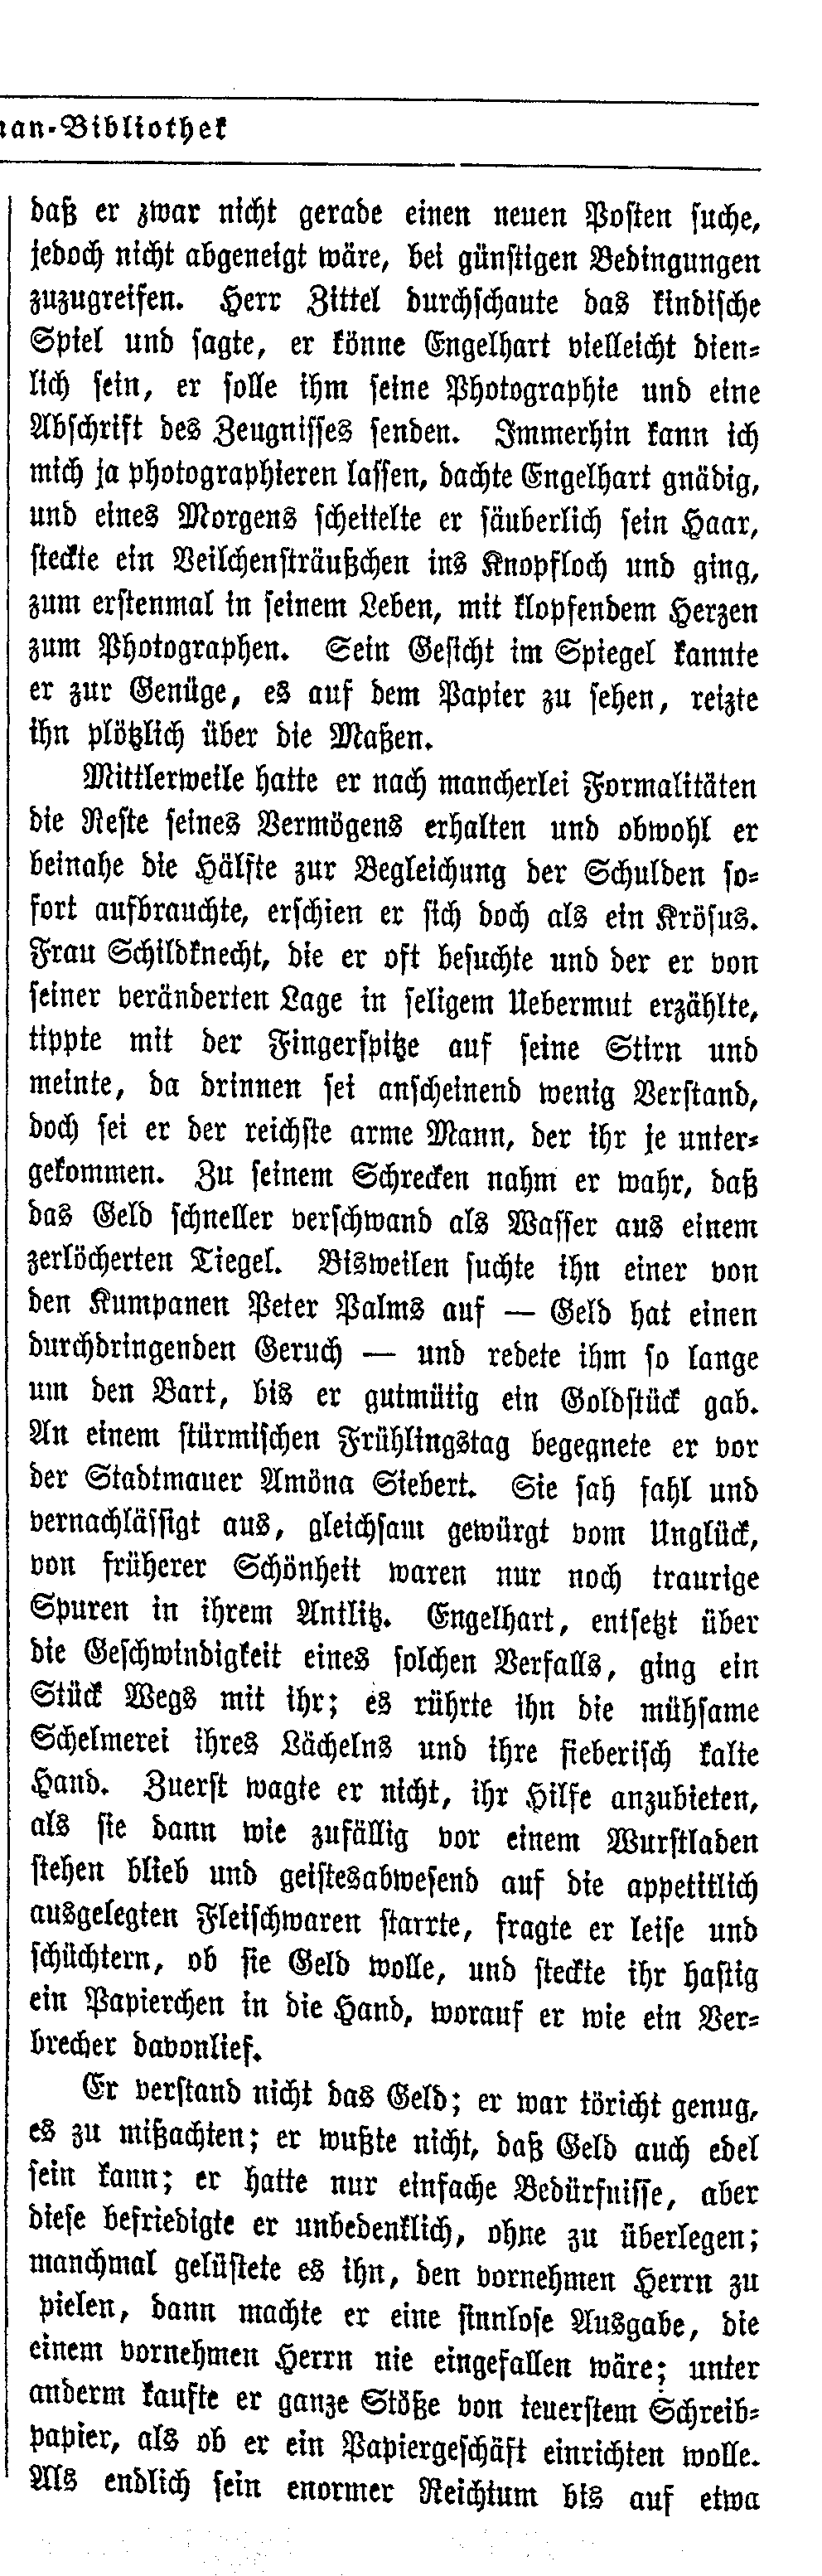 nan-Bibliothek
daß er zwar nicht gerade einen neuen Posten suche,
jedoch nicht abgeneigt wäre, bei günstigen Bedingungen
zuzugreifen. Herr Zittel durchschaute das kindische
Spiel und sagte, er könne Engelhart vielleicht dien-
lich sein, er solle ihm seine Photographie und eine
Abschrift des Zeugnisses senden. Immerhin kann ich
mich ja photographieren lassen, dachte Engelhart gnädig,
und eines Morgens scheitelte er säuberlich sein Haar,
steckte ein Veilchensträußchen ins Knopfloch und ging,
zum erstenmal in seinem Leben, mit klopfendem Herzen
zum Photographen. Sein Gesicht im Spiegel kannte
er zur Genüge, es auf dem Papier zu sehen, reizte
ihn plötzlich über die Maßen.
Mittlerweile hatte er nach mancherlei Formalitäten
die Reste seines Vermögens erhalten und obwohl er
beinahe die Hälfte zur Begleichung der Schulden so-
fort aufbrauchte, erschien er sich doch als ein Krösus.
Frau Schildknecht, die er oft besuchte und der er von
seiner veränderten Lage in seligem Uebermut erzählte,
tippte mit der Fingerspitze auf seine Stirn und
meinte, da drinnen sei anscheinend wenig Verstand,
doch sei er der reichste arme Mann, der ihr je unter-
gekommen. Zu seinem Schrecken nahm er wahr, daß
das Geld schneller verschwand als Wasser aus einem
zerlöcherten Tiegel. Bisweilen suchte ihn einer von
den Kumpanen Peter Palms auf — Geld hat einen
durchdringenden Geruch — und redete ihm so lange
um den Bart, bis er gutmütig ein Goldstück gab.
An einem stürmischen Frühlingstag begegnete er vor
der Stadtmauer Amöna Siebert. Sie sah fahl und
vernachlässigt aus, gleichsam gewürgt vom Unglück,
von früherer Schönheit waren nur noch traurige
Spuren in ihrem Antlitz. Engelhart, entsetzt über
die Geschwindigkeit eines solchen Verfalls, ging ein
Stück Wegs mit ihr; es rührte ihn die mühsame
Schelmerei ihres Lächelns und ihre fieberisch kalte
Hand. Zuerst wagte er nicht, ihr Hilfe anzubieten,
als sie dann wie zufällig vor einem Wurstladen
stehen blieb und geistesabwesend auf die appetitlich
ausgelegten Fleischwaren starrte, fragte er leise und
schüchtern, ob sie Geld wolle, und steckte ihr hastig
ein Papierchen in die Hand, worauf er wie ein Ver-
brecher davonlief.
Er verstand nicht das Geld; er war töricht genug,
es zu mißachten; er wußte nicht, daß Geld auch edel
sein kann; er hatte nur einfache Bedürfnisse, aber
diese befriedigte er unbedenklich, ohne zu überlegen;
manchmal gelüstete es ihn, den vornehmen Herrn zu
pielen, dann machte er eine sinnlose Ausgabe, die
einem vornehmen Herrn nie eingefallen wäre; unter
anderm kaufte er ganze Stöße von teuerstem Schreib-
papier, als ob er ein Papiergeschäft einrichten wolle.
Als endlich sein enormer Reichtum bis auf etwa